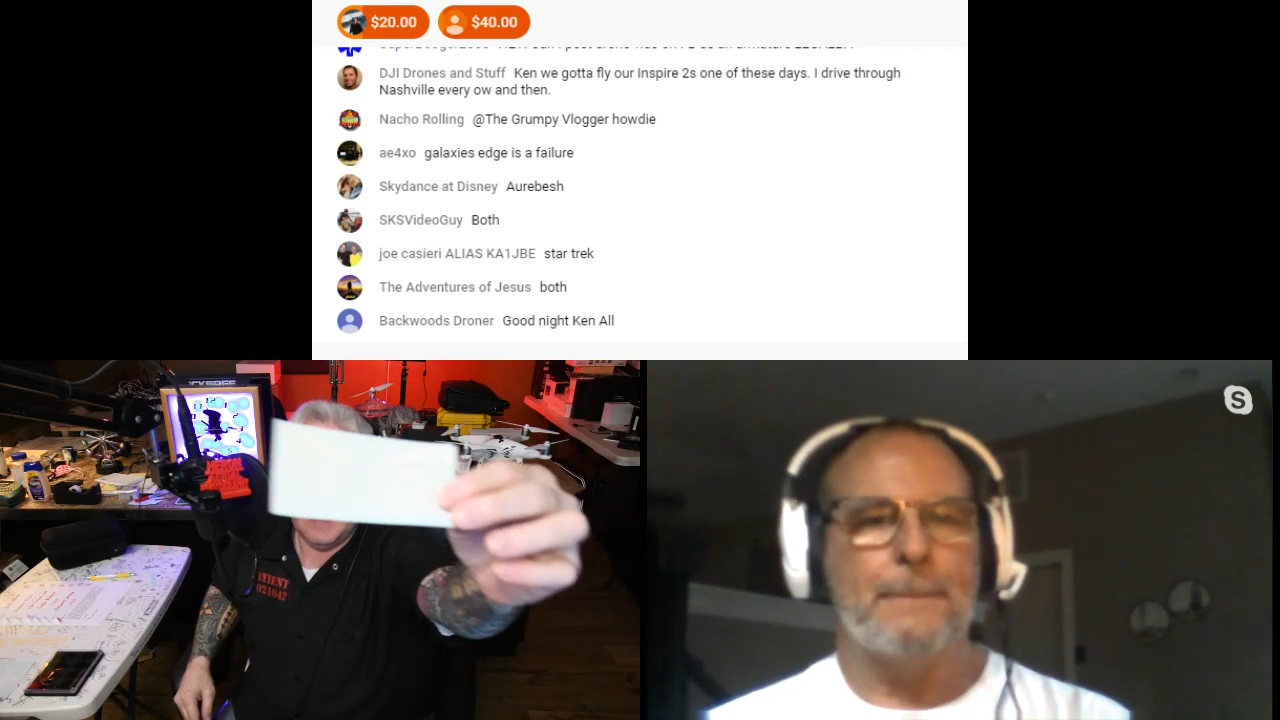 $20.00 $40.00
DJI Drones and Stuff Ken we gotta fly our Inspire 2s one of these days. I drive through
Nashville every ow and then.
Nacho Rolling @The Grumpy Vlogger howdie
ae4xo galaxies edge is a failure
Skydance at Disney Aurebesh
SKSVideoGuy Both
joe casieri ALIAS KA1JBE star trek
The Adventures of Jesus both
Backwoods Droner Good night Ken All
S